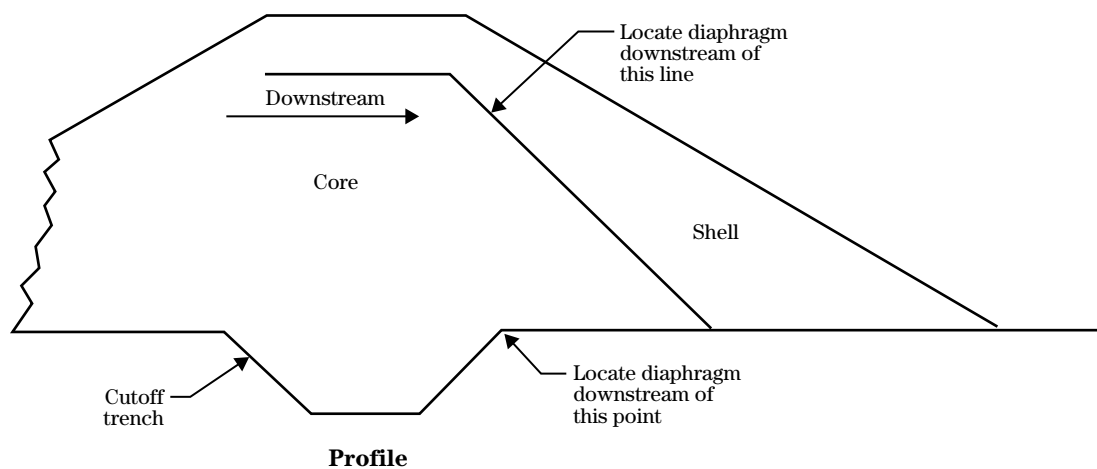 Locate diaphragm
downstream of
this line
Downstream
Core
Shell
Cutoff
trench
Locate diaphragm
downstream of
this point
Profile